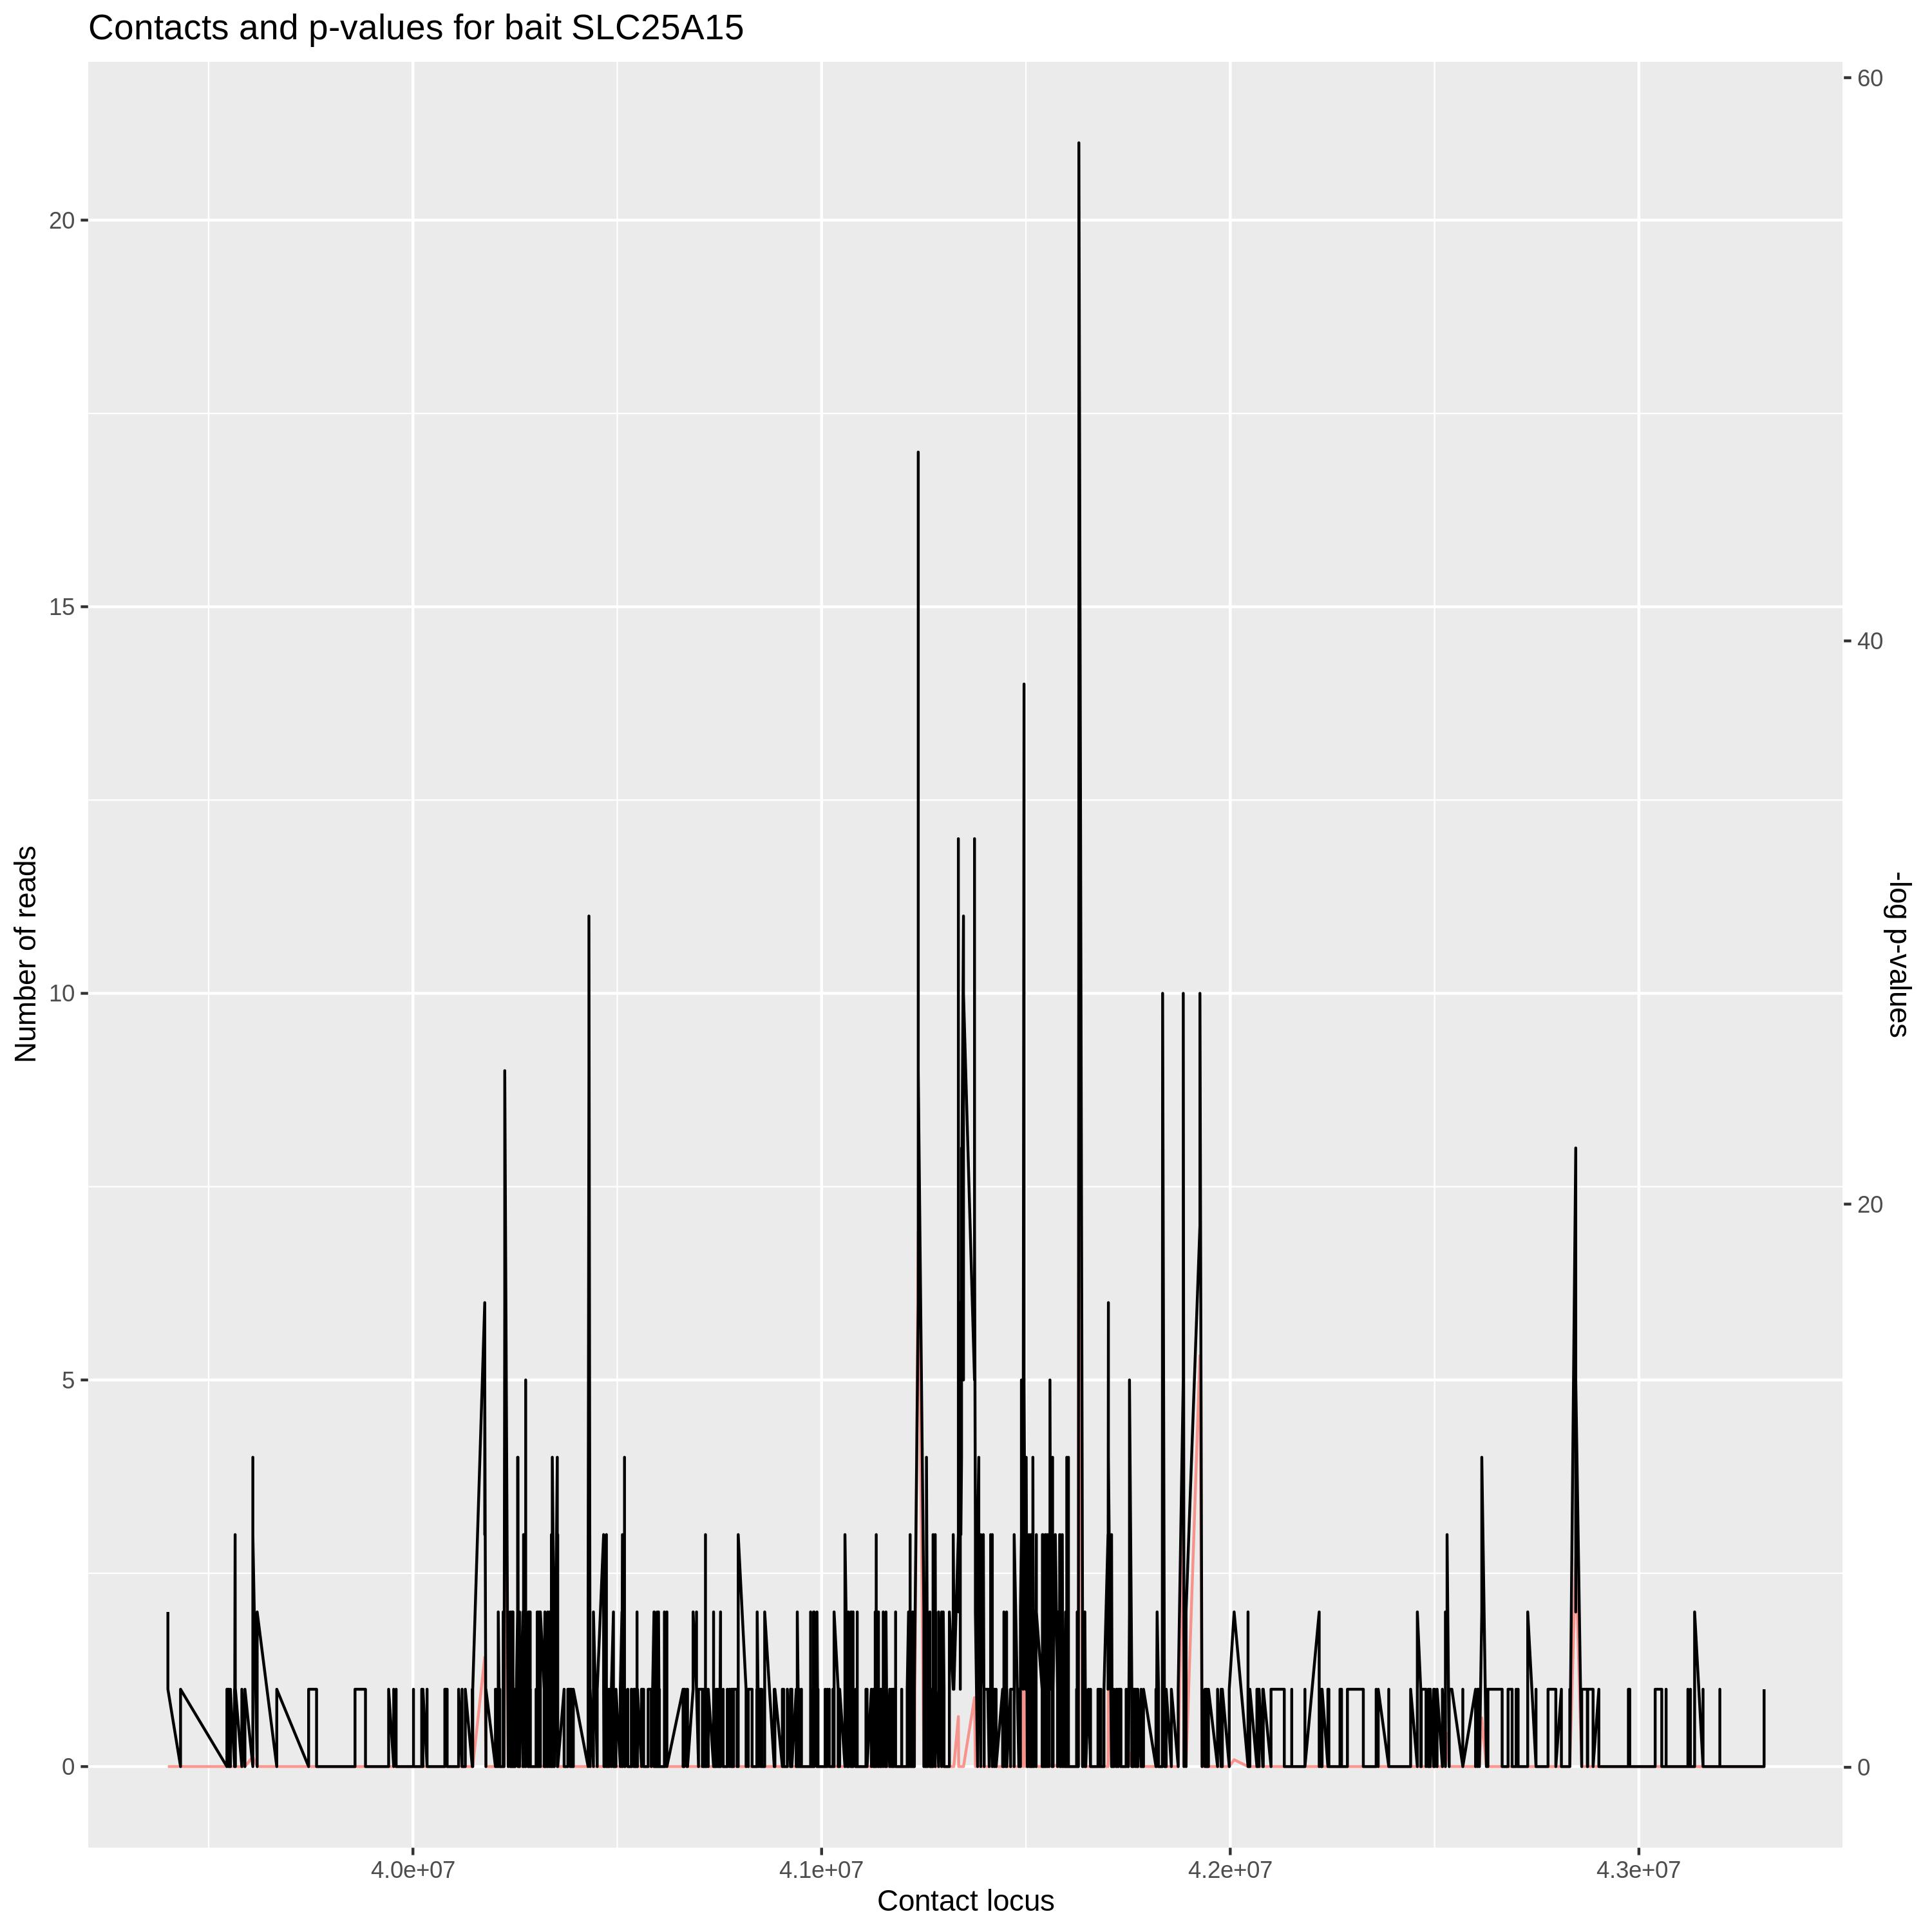 Contacts and p-values for bait SLC25A15
60
20
15
40
Number of reads
-log p-values
10
20
5
0
0
4.0e+07 4.1e+07 4.2e+07 4.3e+07
Contact locus